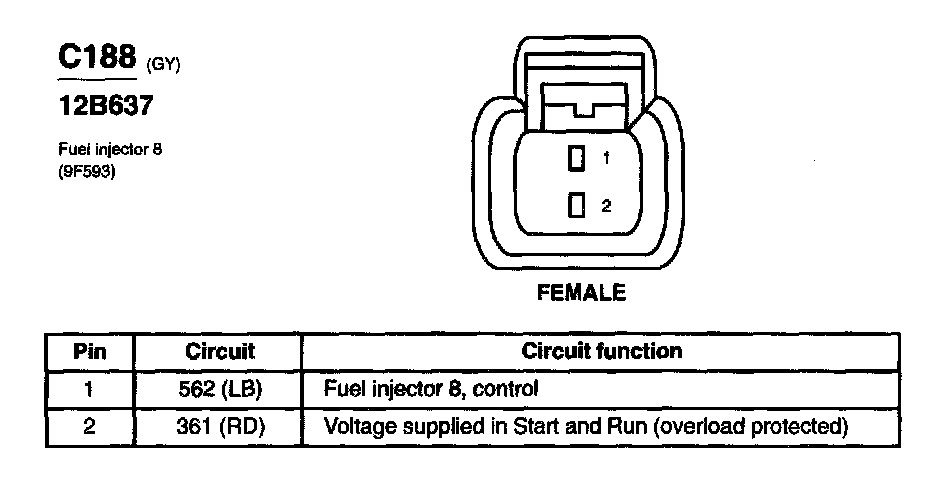 C188 (GY)
12B637
Fuel injector 8
(9F593)
1
2
FEMALE
Pin Circuit Circuit function
1 562 (LB) Fuel injector 8, control
2 361 (RD) Voltage supplied in Start and Run (overload protected)